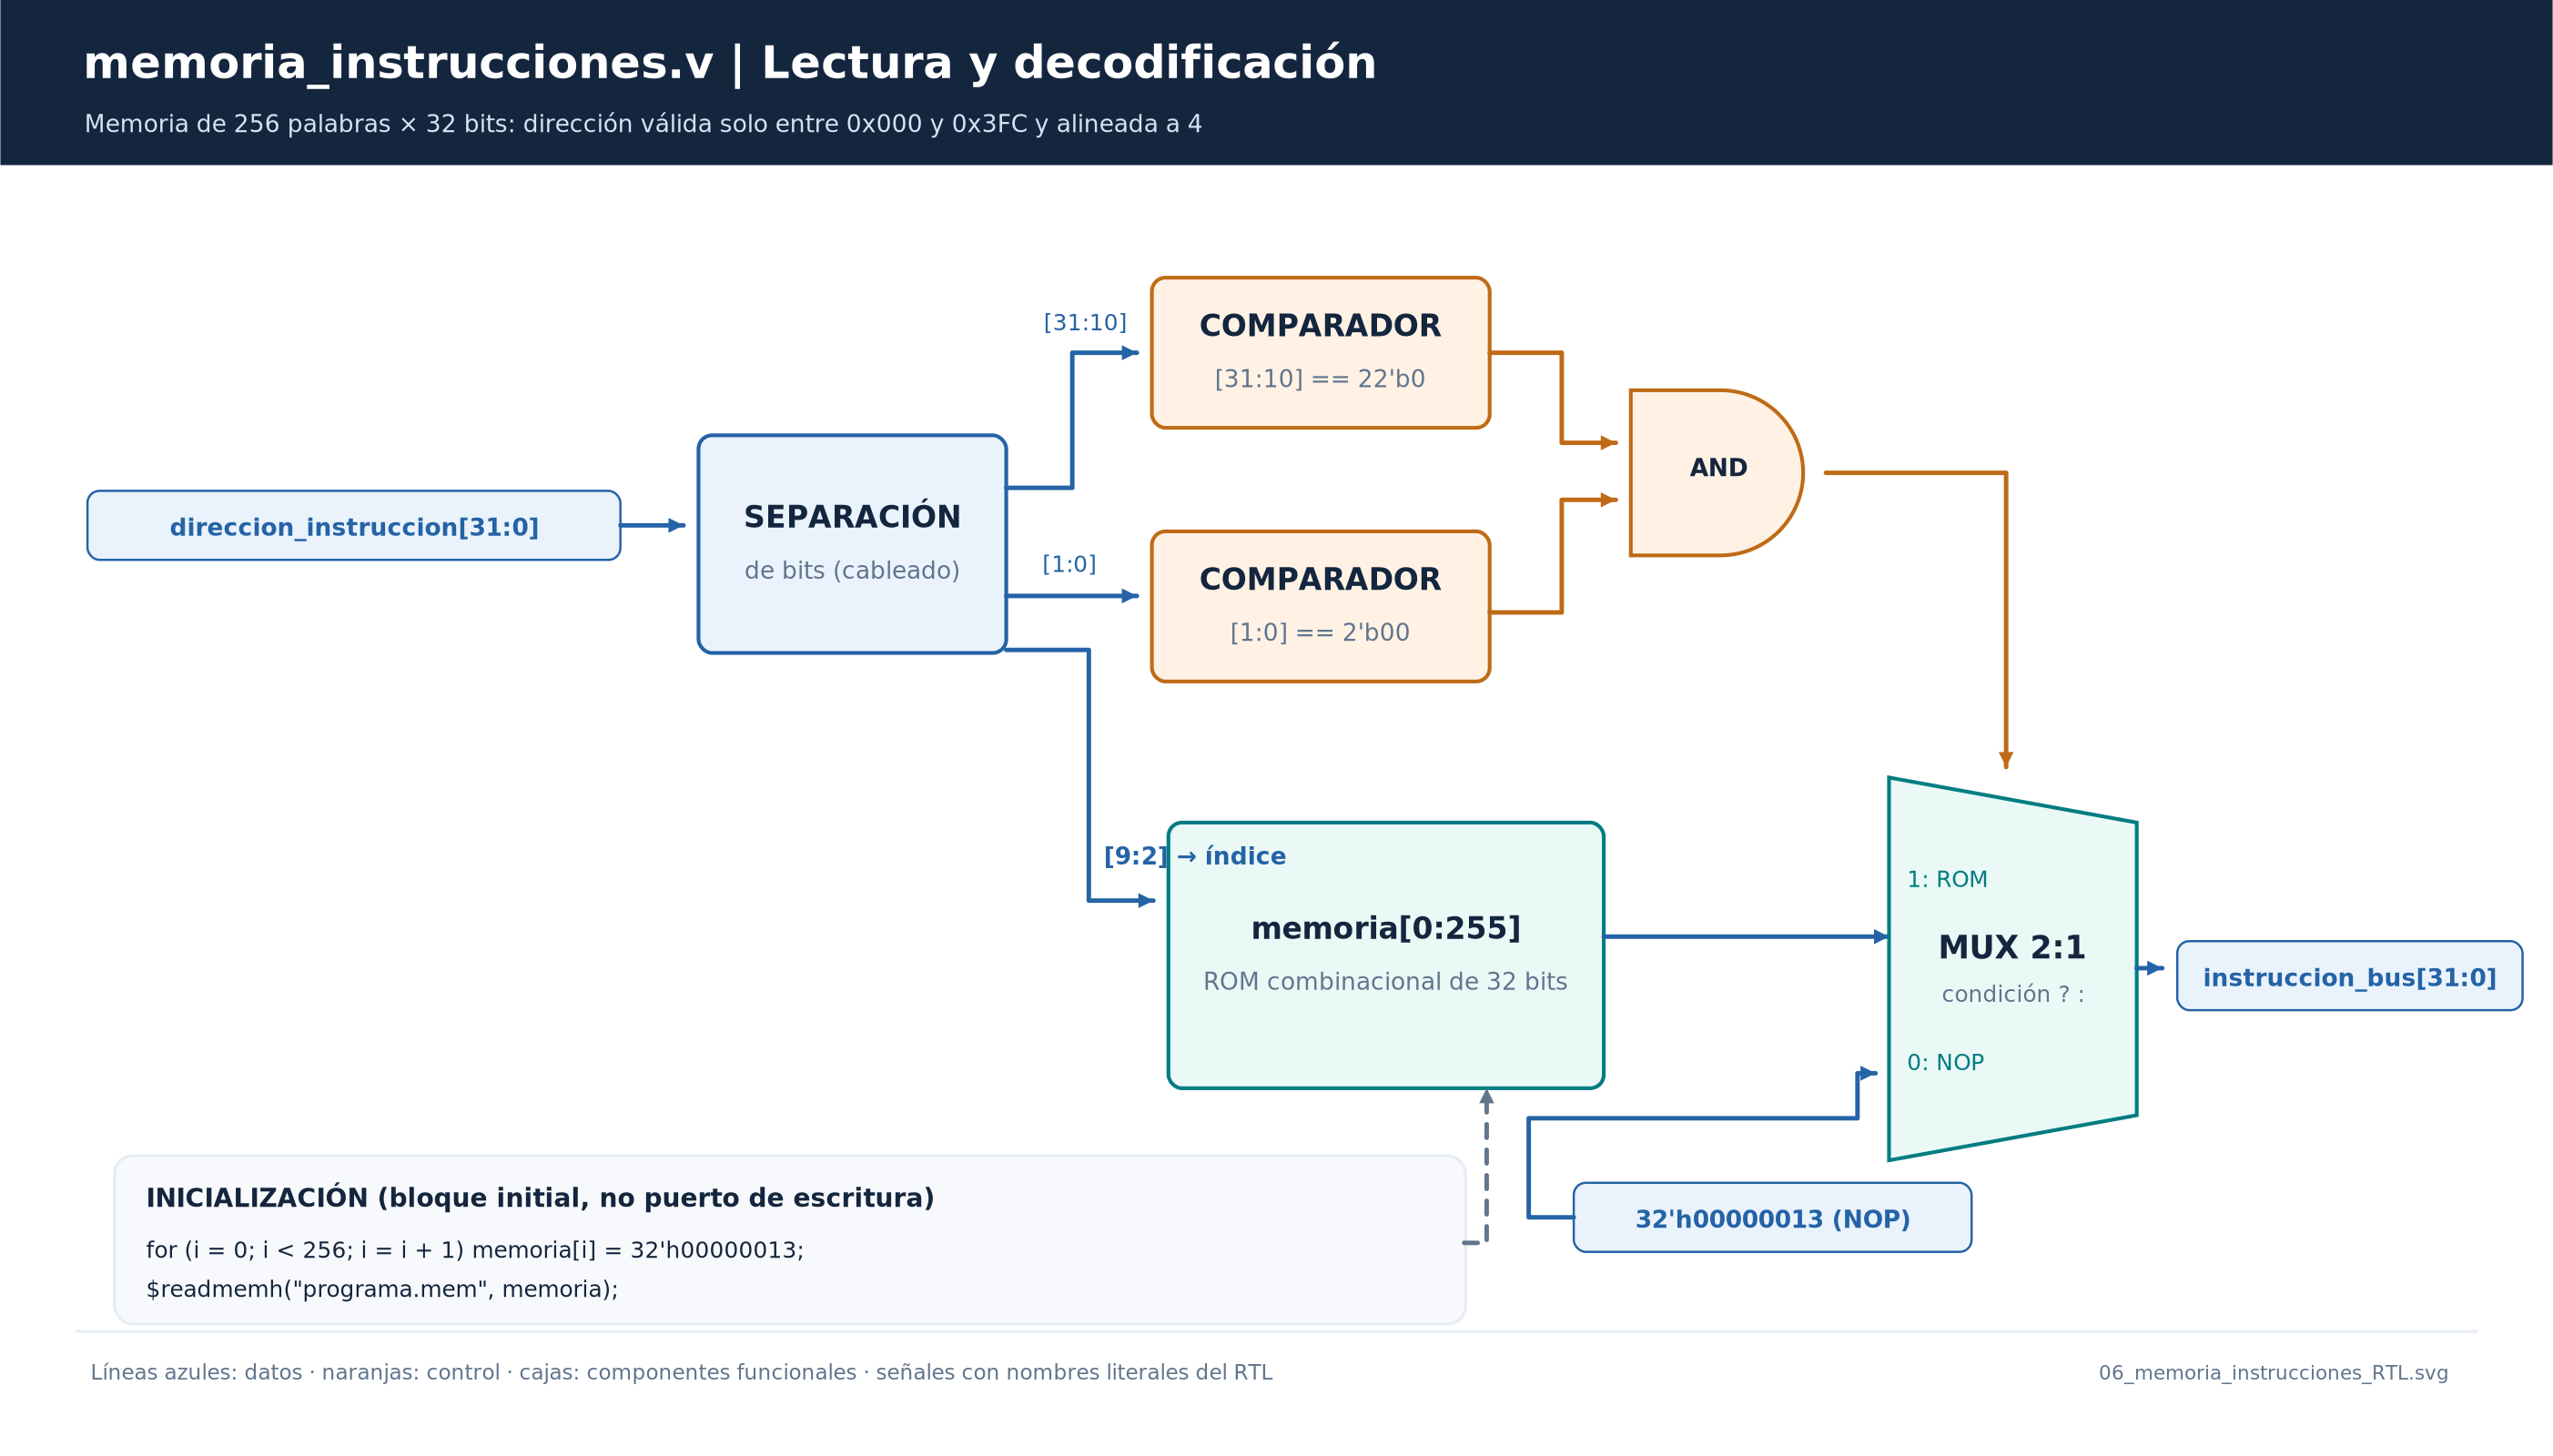 memoria_instrucciones.v | Lectura y decodificación
Memoria de 256 palabras × 32 bits: dirección válida solo entre 0x000 y 0x3FC y alineada a 4
[31:10]
COMPARADOR
[31:10] == 22'b0
AND
direccion_instruccion[31:0]
SEPARACIÓN
de bits (cableado)
[1:0]
COMPARADOR
[1:0] == 2'b00
[9:2] → índice
memoria[0:255]
ROM combinacional de 32 bits
1: ROM
MUX 2:1
condición ? :
0: NOP
instruccion_bus[31:0]
32'h00000013 (NOP)
INICIALIZACIÓN (bloque initial, no puerto de escritura)
for (i = 0; i < 256; i = i + 1) memoria[i] = 32'h00000013;
$readmemh("programa.mem", memoria);
Líneas azules: datos · naranjas: control · cajas: componentes funcionales · señales con nombres literales del RTL
06_memoria_instrucciones_RTL.svg